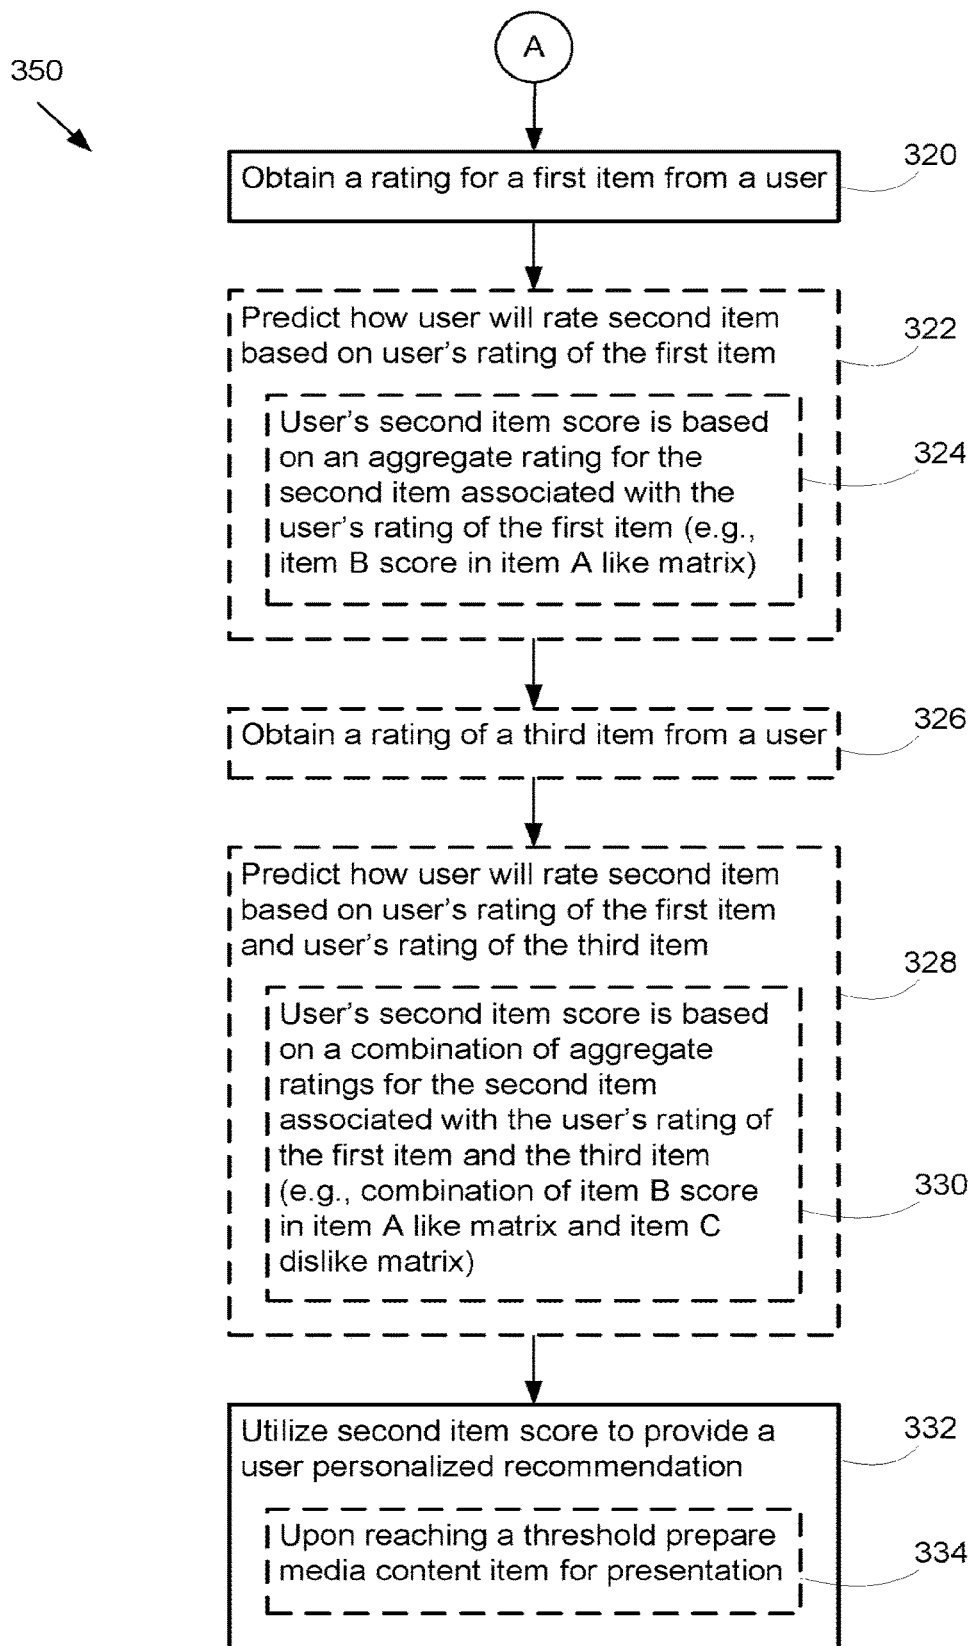 A
350
Obtain a rating for a first item from a user
320
Predict how user will rate second item
based on user's rating of the first item
322
User's second item score is based
on an aggregate rating for the
second item associated with the
user's rating of the first item (e.g.,
item B score in item A like matrix)
324
Obtain a rating of a third item from a user
326
Predict how user will rate second item
based on user's rating of the first item
and user's rating of the third item
328
User's second item score is based
on a combination of aggregate
ratings for the second item
associated with the user's rating of
the first item and the third item
(e.g., combination of item B score
in item A like matrix and item C
dislike matrix)
330
Utilize second item score to provide a
user personalized recommendation
332
Upon reaching a threshold prepare
media content item for presentation
334